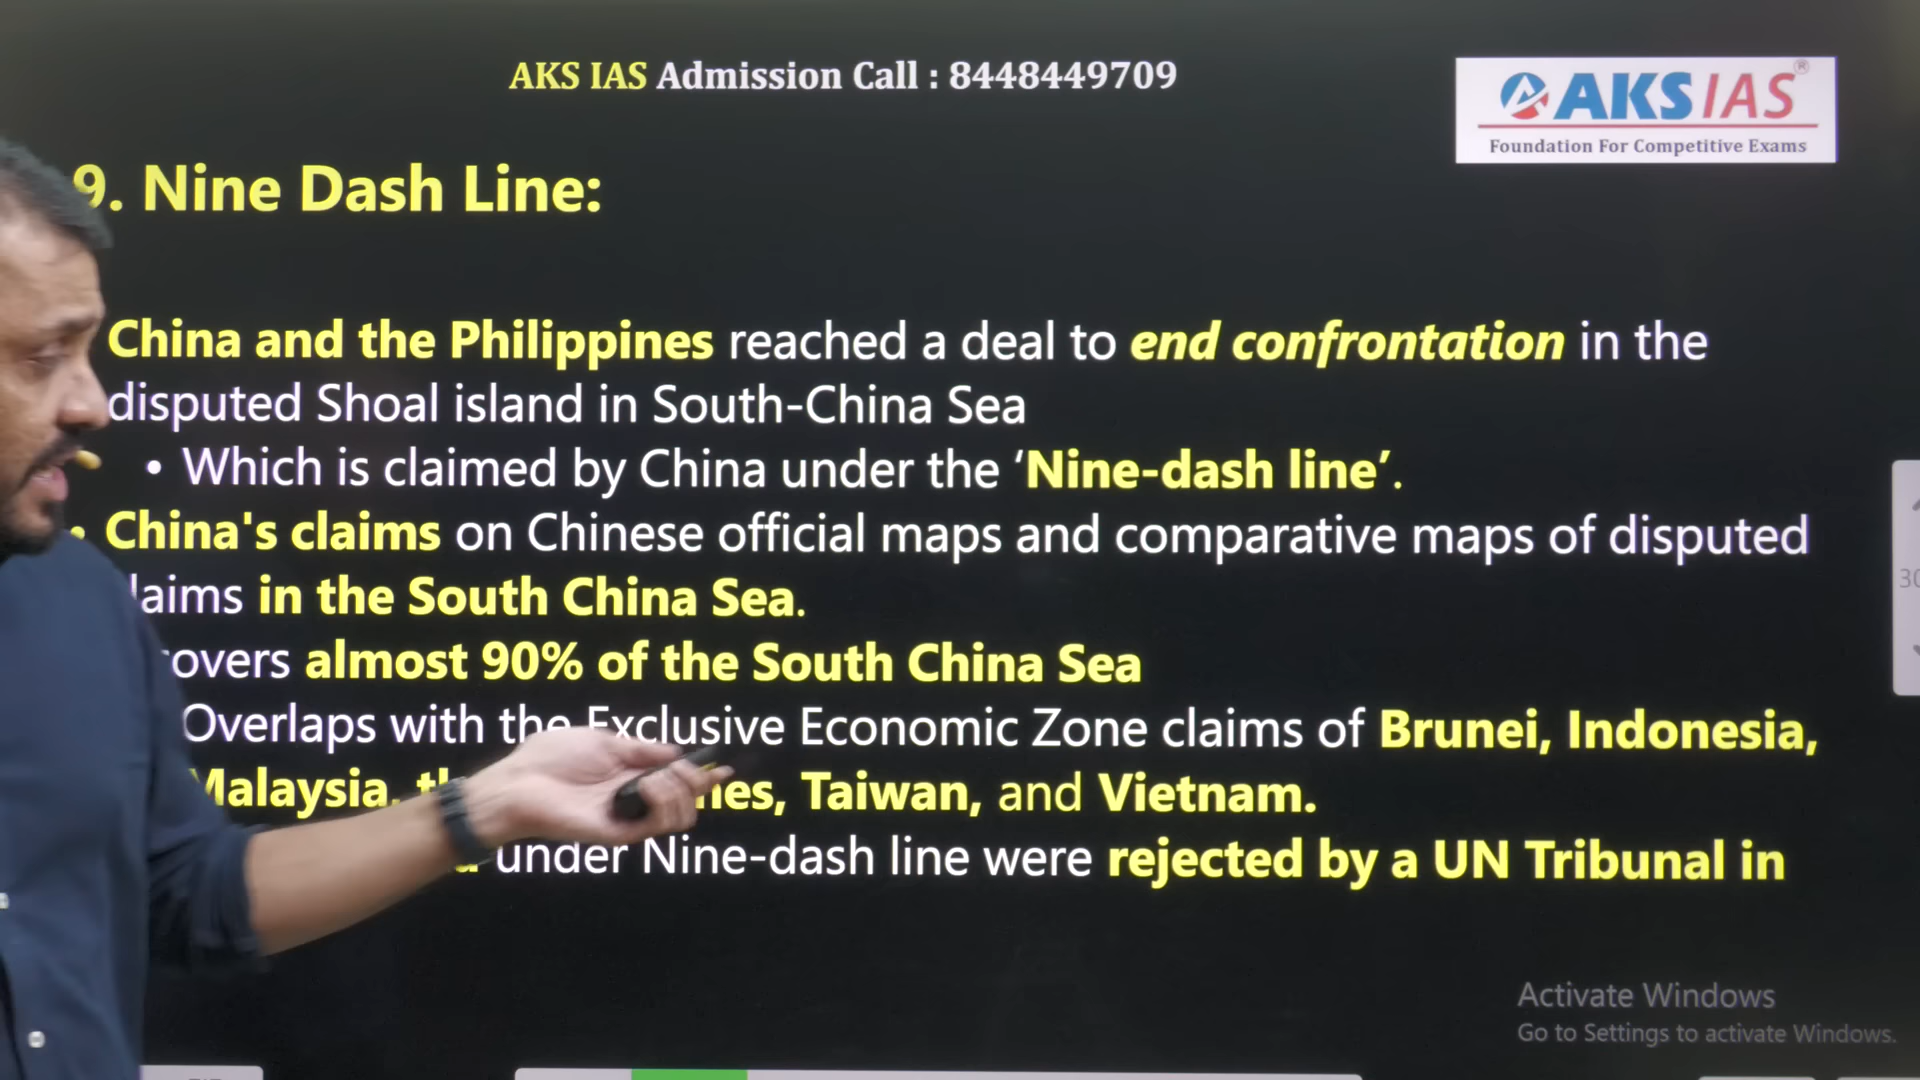 AKS IAS Admission Call : 8448449709
AKS IAS ®
Foundation For Competitive Exams
9. Nine Dash Line:
China and the Philippines reached a deal to end confrontation in the
disputed Shoal island in South-China Sea
• Which is claimed by China under the ‘Nine-dash line’.
• China's claims on Chinese official maps and comparative maps of disputed
laims in the South China Sea.
overs almost 90% of the South China Sea
Overlaps with the Exclusive Economic Zone claims of Brunei, Indonesia,
Malaysia, nes, Taiwan, and Vietnam.
under Nine-dash line were rejected by a UN Tribunal in
30
Activate Windows
Go to Settings to activate Windows.